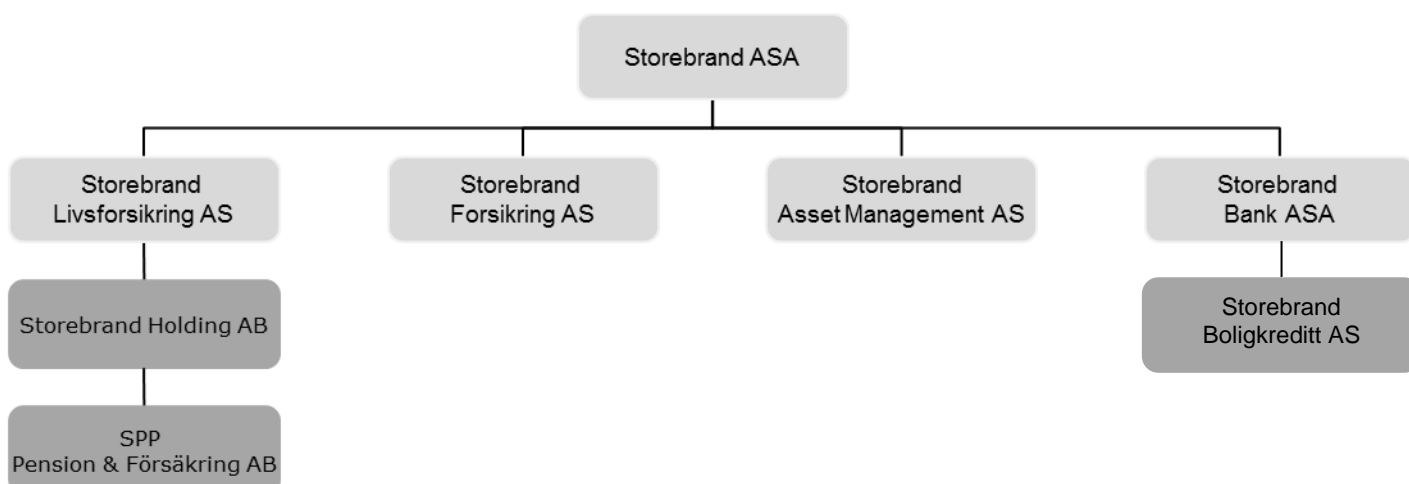 Storebrand ASA
Storebrand
Livsforsikring AS
Storebrand
Forsikring AS
Storebrand
Asset Management AS
Storebrand
Bank ASA
Storebrand Holding AB
Storebrand
Boligkreditt AS
SPP
Pension & Försäkring AB